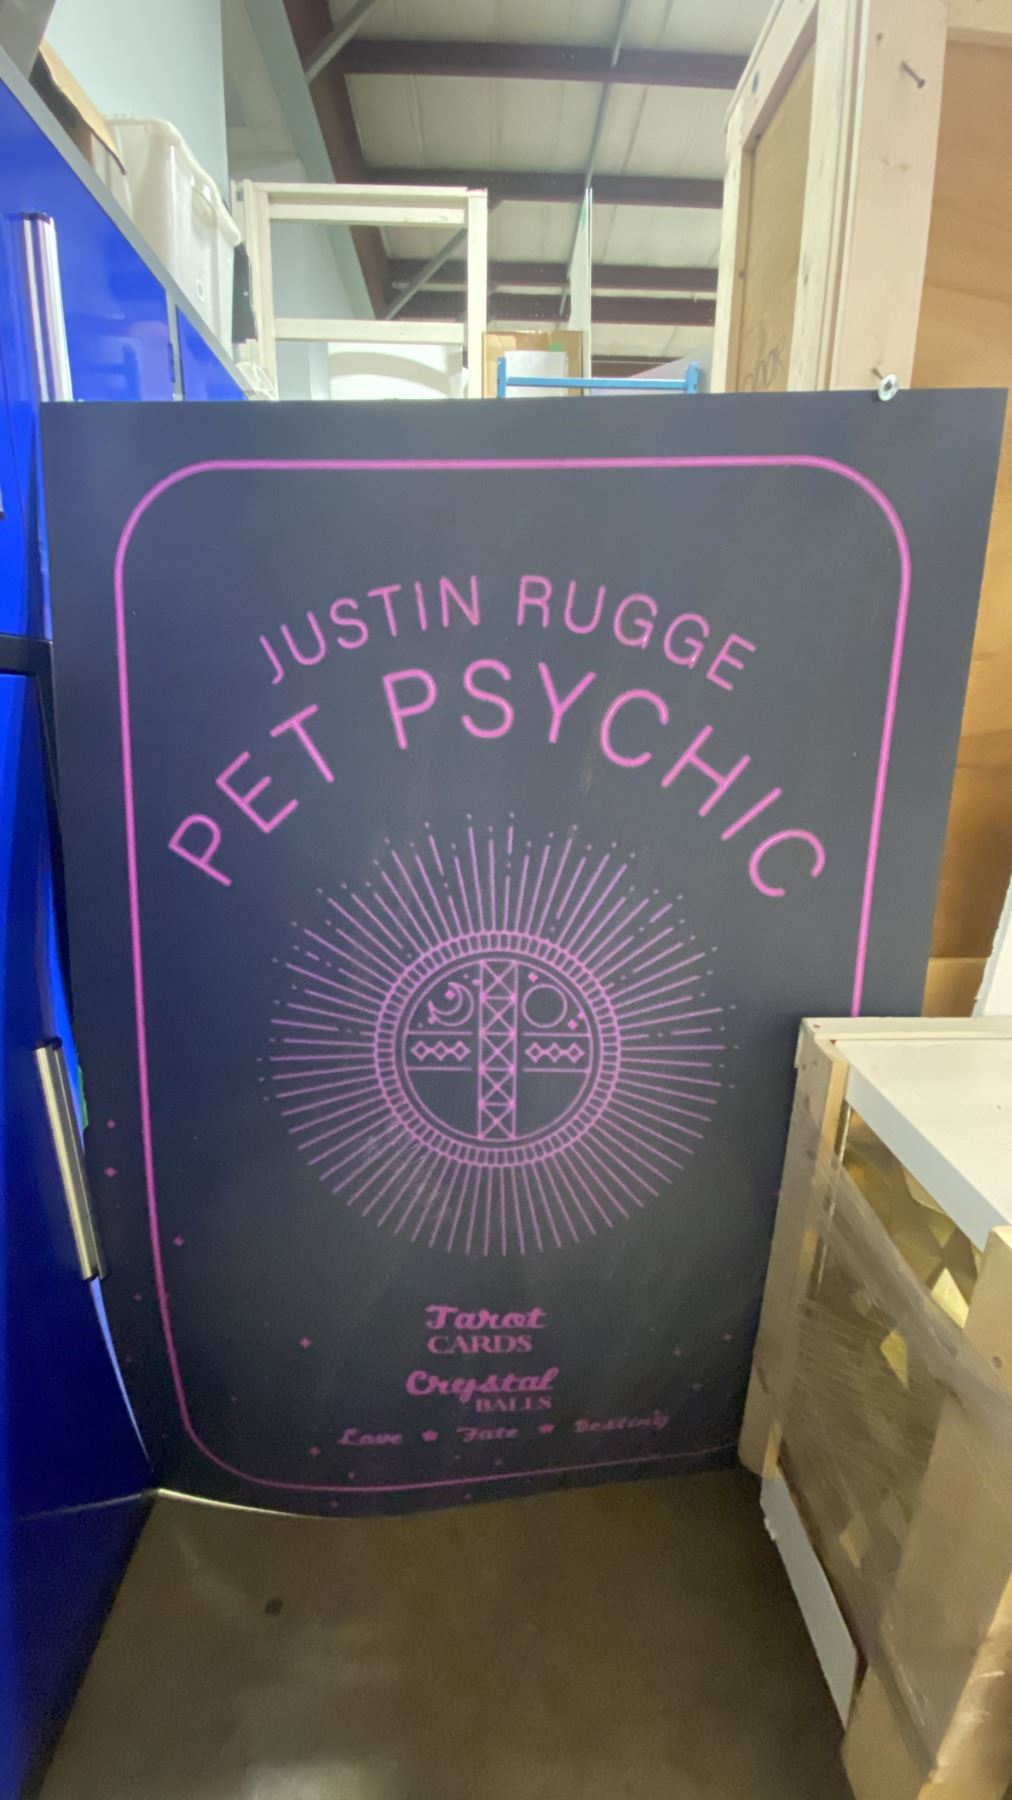 JUSTIN RUGGE
PET PSYCHIC
Tarot
CARDS
Crystal
BALLS
Love ★ Fate ★ Destiny